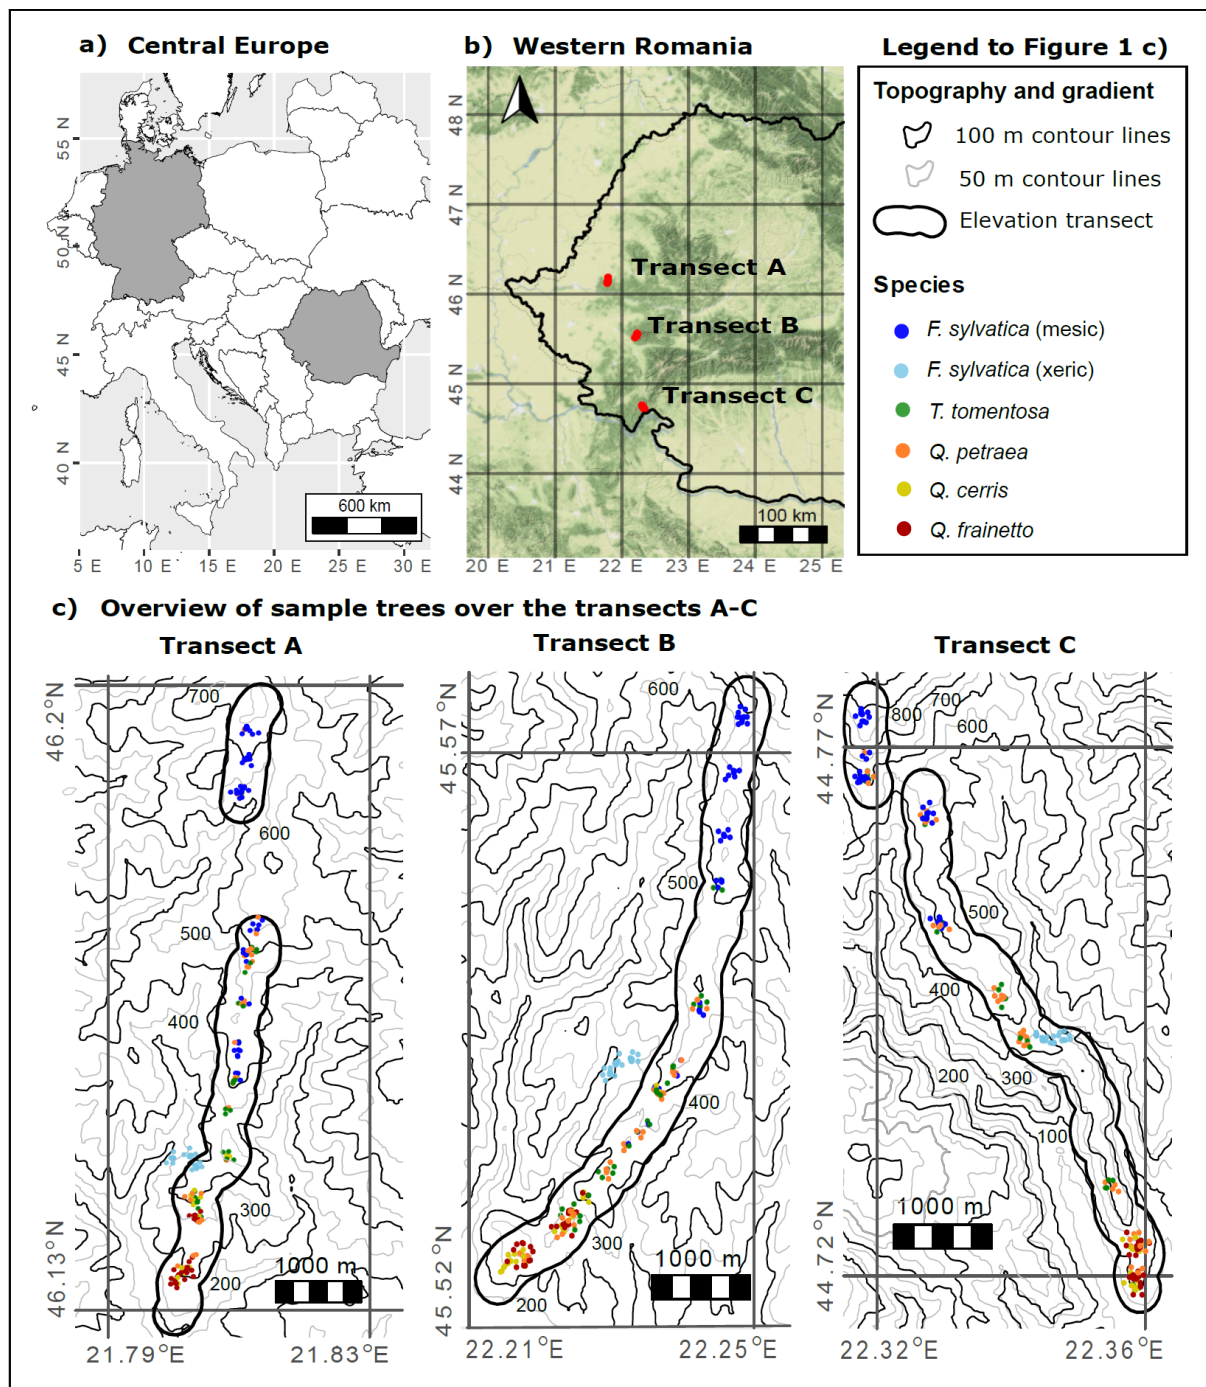 a) Central Europe
b) Western Romania
Legend to Figure 1 c)
55 N
50 N
45 N
40 N
600 km
5 E
10 E
15 E
20 E
25 E
30 E
48 N
47 N
46 N
45 N
44 N
Transect A
Transect B
Transect C
100 km
20 E
21 E
22 E
23 E
24 E
25 E
Topography and gradient
100 m contour lines
50 m contour lines
Elevation transect
Species
F. sylvatica (mesic)
F. sylvatica (xeric)
T. tomentosa
Q. petraea
Q. cerris
Q. frainetto
c) Overview of sample trees over the transects A-C
Transect A
46.2°N
46.13°N
700
600
500
400
300
200
1000 m
21.79°E
21.83°E
Transect B
45.57°N
45.52°N
600
500
400
300
200
1000 m
22.21°E
22.25°E
Transect C
44.77°N
44.72°N
800
700
600
500
400
300
200
100
1000 m
22.32°E
22.36°E